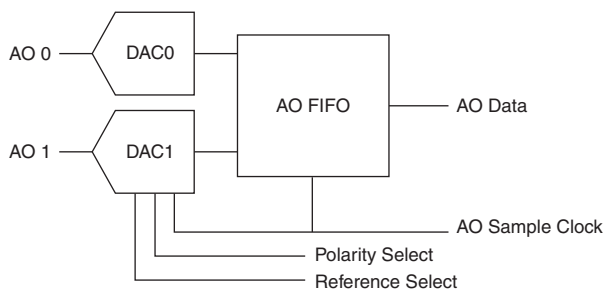 AO 0
DAC0
AO FIFO
AO Data
AO 1
DAC1
AO Sample Clock
Polarity Select
Reference Select